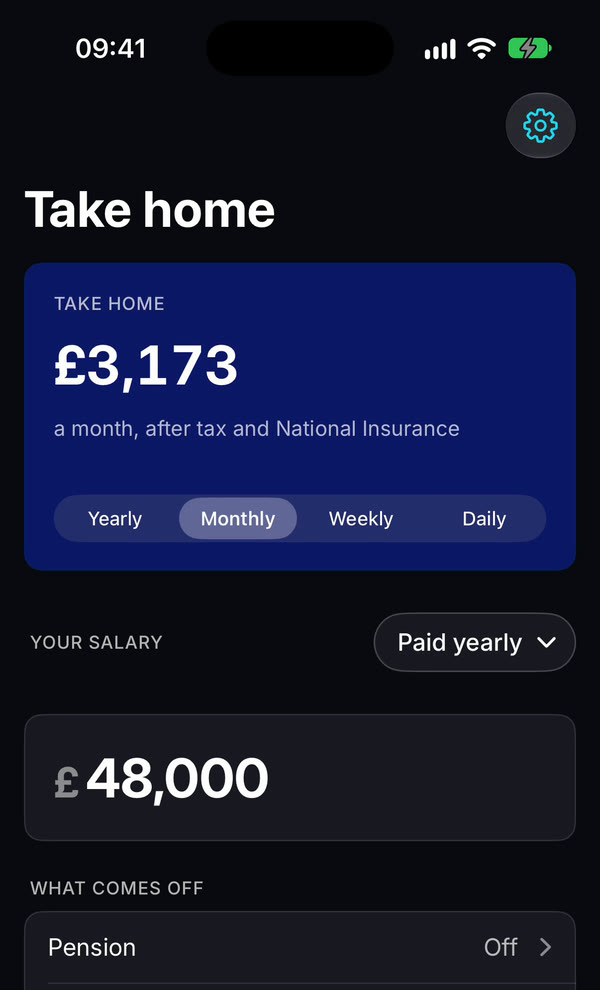 09:41
Take home
TAKE HOME
£3,173
a month, after tax and National Insurance
Yearly Monthly Weekly Daily
YOUR SALARY Paid yearly
£48,000
WHAT COMES OFF
Pension Off